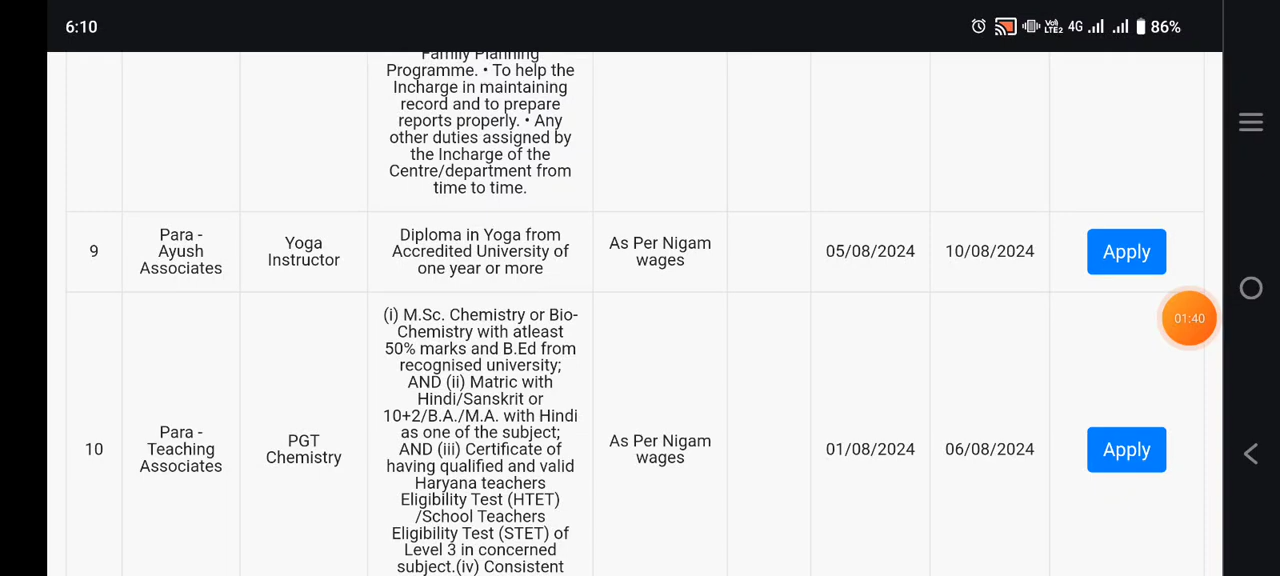 6:10
Vo) LTE2 4G 86%
Family Planning
Programme. • To help the
Incharge in maintaining
record and to prepare
reports properly. • Any
other duties assigned by
the Incharge of the
Centre/department from
time to time.
9
Para -
Ayush
Associates
Yoga
Instructor
Diploma in Yoga from
Accredited University of
one year or more
As Per Nigam
wages
05/08/2024
10/08/2024
Apply
01:40
10
Para -
Teaching
Associates
PGT
Chemistry
(i) M.Sc. Chemistry or Bio-
Chemistry with atleast
50% marks and B.Ed from
recognised university;
AND (ii) Matric with
Hindi/Sanskrit or
10+2/B.A./M.A. with Hindi
as one of the subject;
AND (iii) Certificate of
having qualified and valid
Haryana teachers
Eligibility Test (HTET)
/School Teachers
Eligibility Test (STET) of
Level 3 in concerned
subject.(iv) Consistent
As Per Nigam
wages
01/08/2024
06/08/2024
Apply